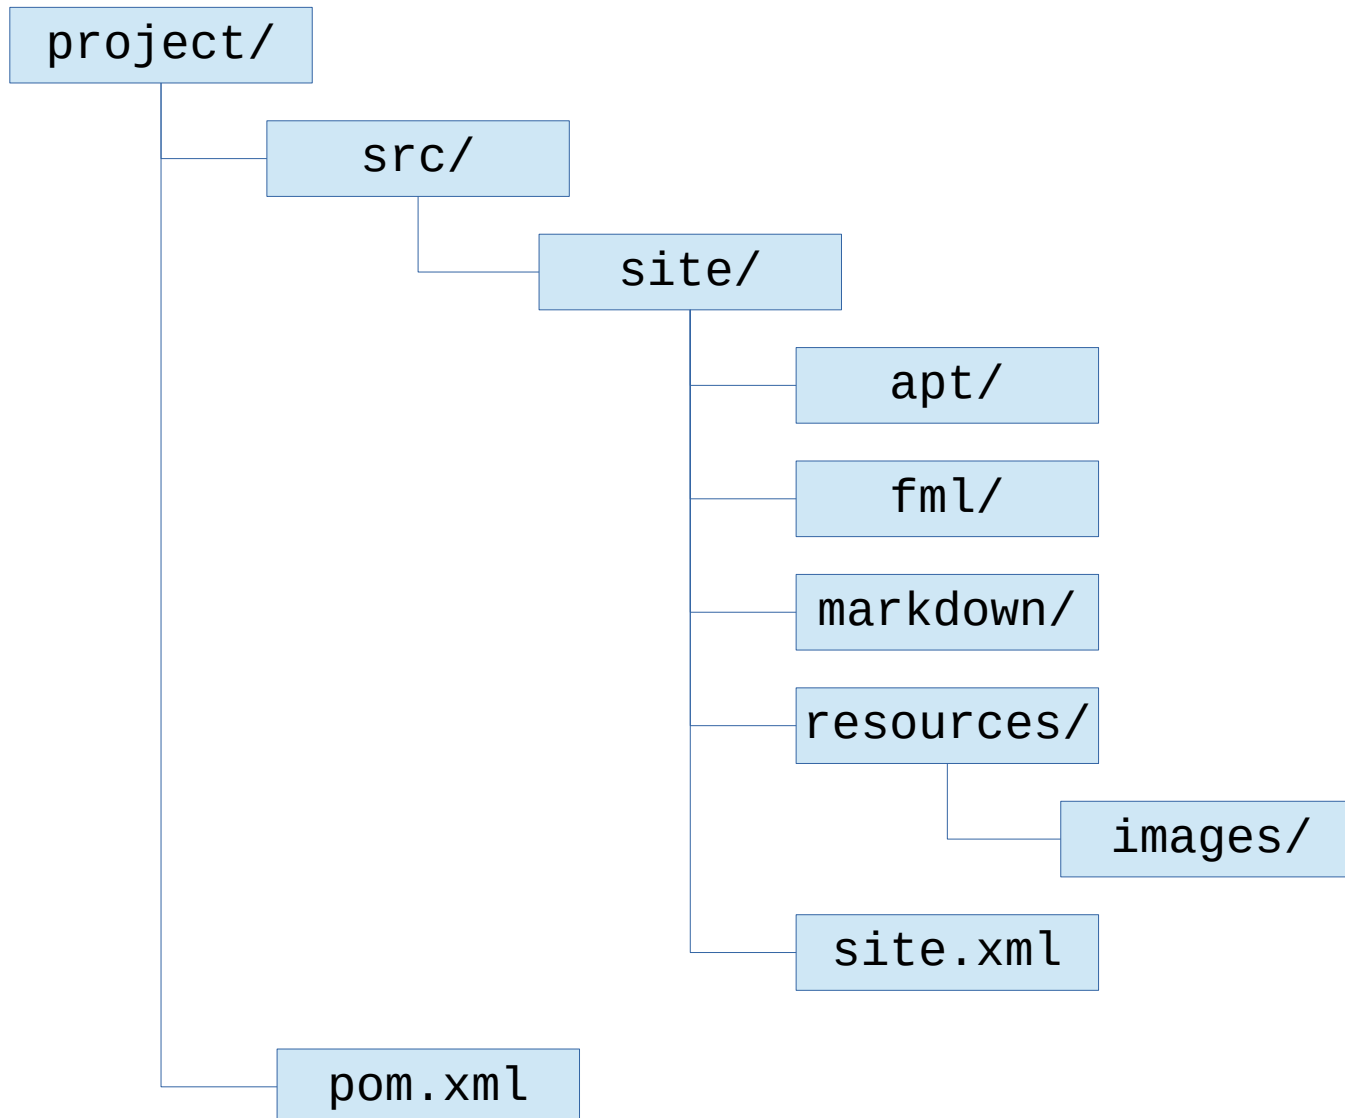 project/
src/
site/
apt/
fml/
markdown/
resources/
images/
site.xml
pom.xml